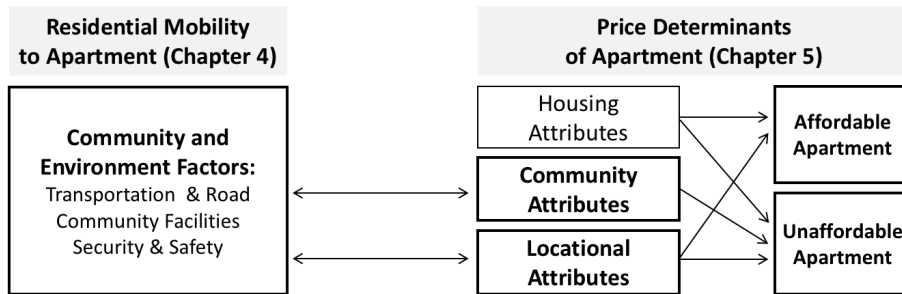 Residential Mobility
to Apartment (Chapter 4)
Price Determinants
of Apartment (Chapter 5)
Community and
Environment Factors:
Transportation & Road
Community Facilities
Security & Safety
Housing
Attributes
Community
Attributes
Locational
Attributes
Affordable
Apartment
Unaffordable
Apartment